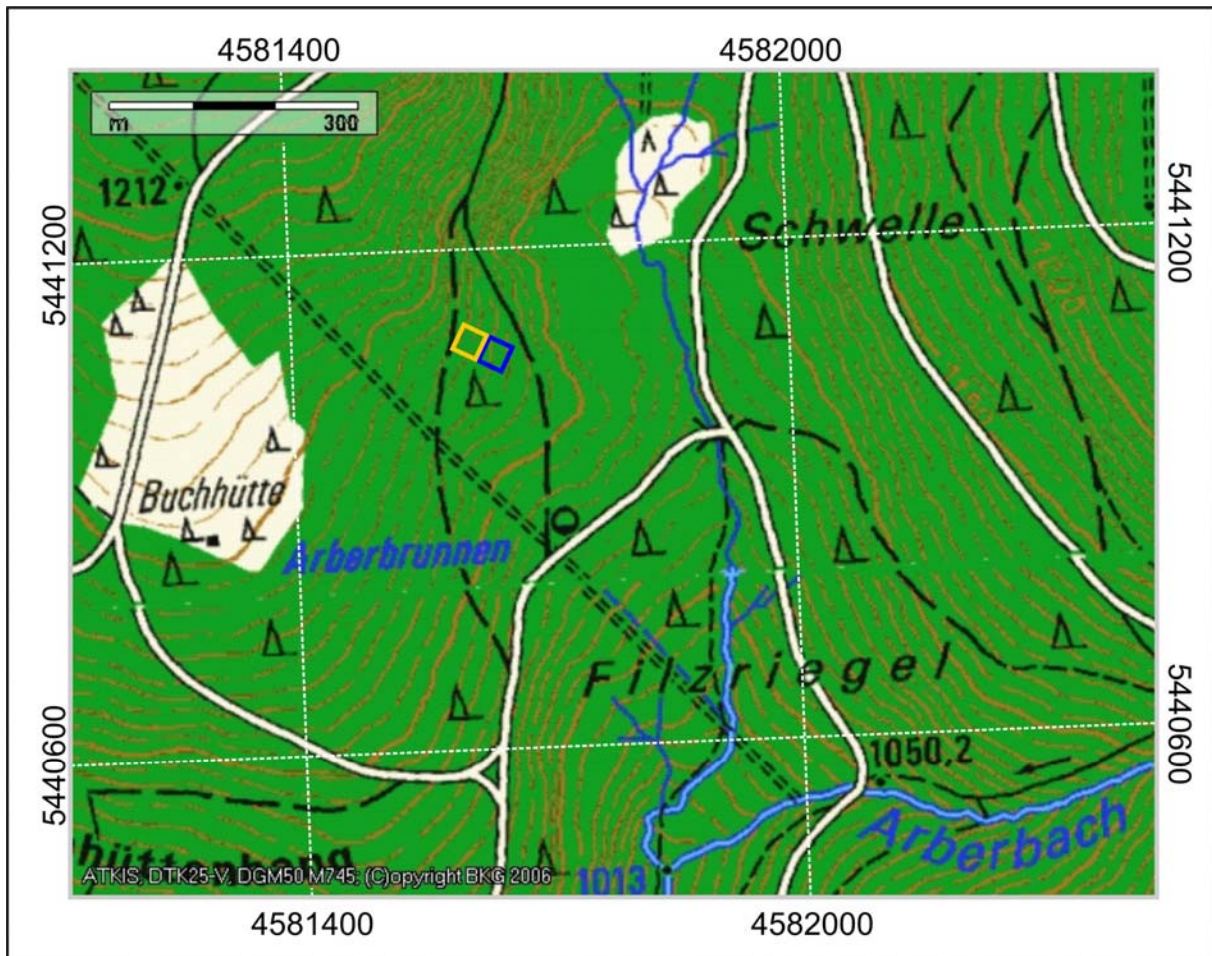 4581400
4582000
m 300
1212
5441200
5441200
Schwelle
Buchhütte
Arberbrunnen
Filzriegel
5440600
5440600
1050,2
Arberbach
hüttenhang
ATKIS, DTK25-V, DGM50 M745, (C)opyright BKG 2006
1013
4581400
4582000